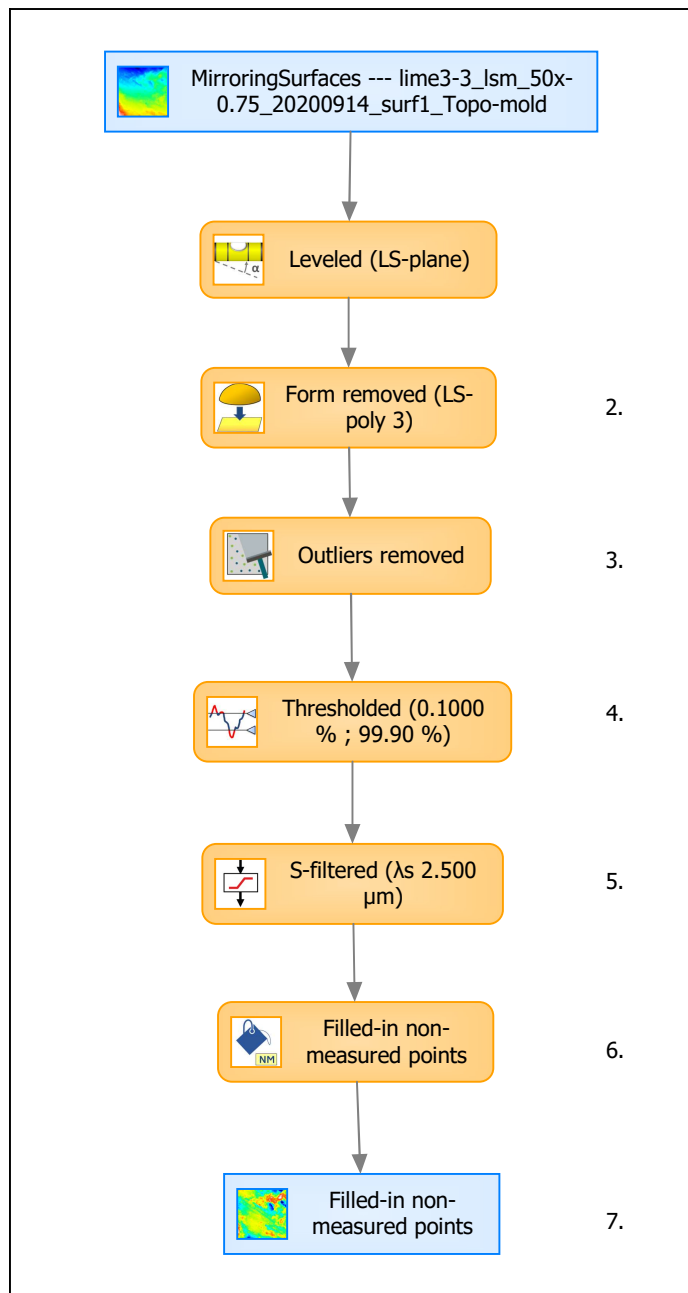 MirroringSurfaces --- lime3-3_lsm_50x-
0.75_20200914_surf1_Topo-mold
α
Leveled (LS-plane)
Form removed (LS-
poly 3)
2.
Outliers removed
3.
Thresholded (0.1000
% ; 99.90 %)
4.
S-filtered (λs 2.500
µm)
5.
NM
Filled-in non-
measured points
6.
Filled-in non-
measured points
7.